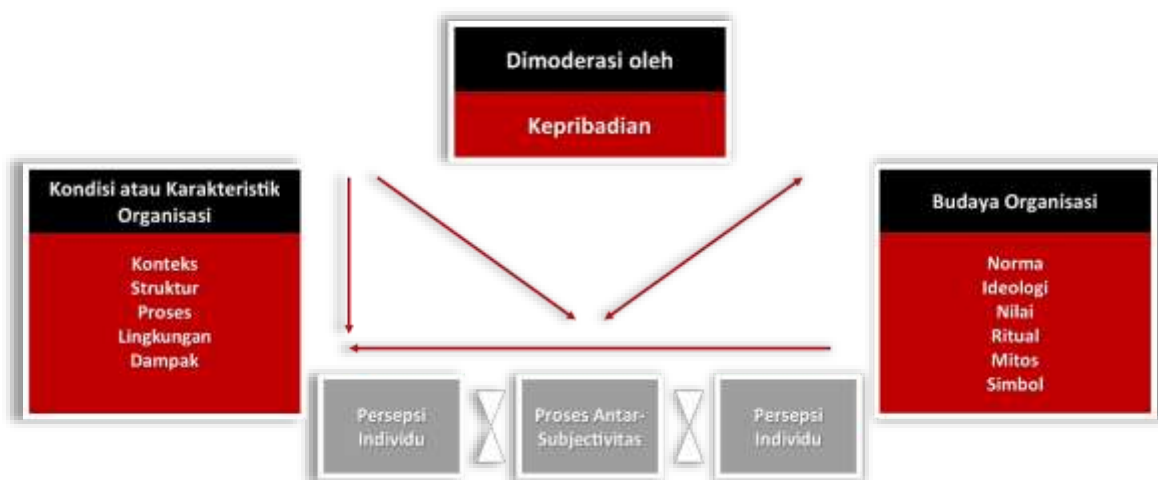 Dimoderasi oleh
Kepribadian
Kondisi atau Karakteristik
Organisasi
Konteks
Struktur
Proses
Lingkungan
Dampak
Budaya Organisasi
Norma
Ideologi
Nilai
Ritual
Mitos
Simbol
Persepsi
Individu
Proses Antar-
Subjectivitas
Persepsi
Individu